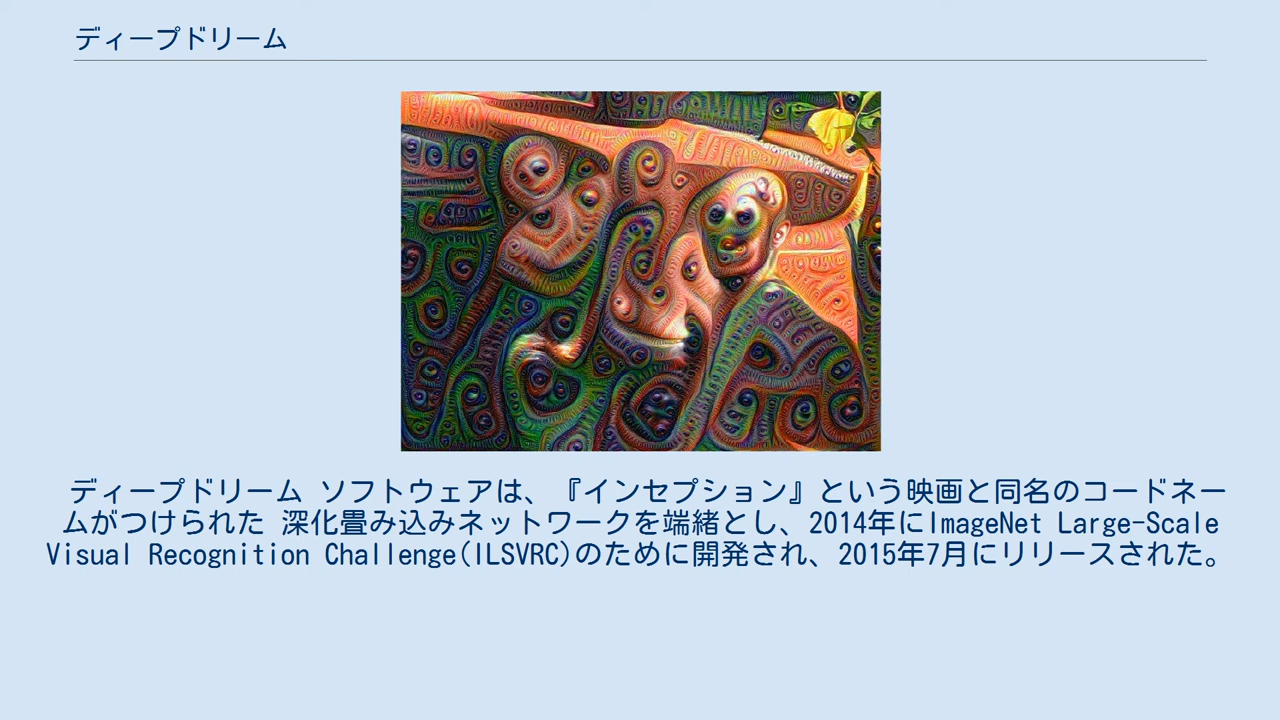 ディープドリーム
ディープドリーム ソフトウェアは、『インセプション』という映画と同名のコードネー
ムがつけられた 深化畳み込みネットワークを端緒とし、2014年にImageNet Large-Scale
Visual Recognition Challenge(ILSVRC)のために開発され、2015年7月にリリースされた。